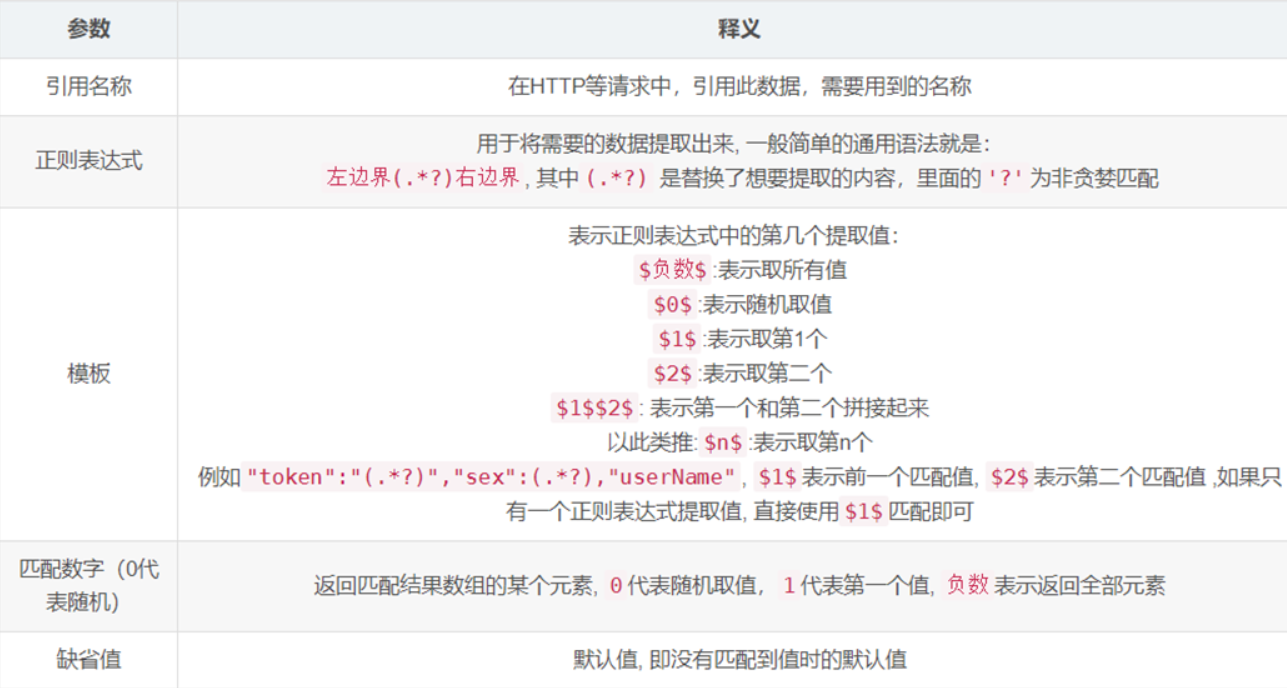 参数
释义
引用名称
在HTTP等请求中，引用此数据，需要用到的名称
正则表达式
用于将需要的数据提取出来, 一般简单的通用语法就是：
左边界(.*?)右边界, 其中(.*?) 是替换了想要提取的内容，里面的'?'为非贪婪匹配
模板
表示正则表达式中的第几个提取值：
$负数$:表示取所有值
$0$:表示随机取值
$1$:表示取第1个
$2$:表示取第二个
$1$$2$: 表示第一个和第二个拼接起来
以此类推: $n$:表示取第n个
例如"token":"(.*?)","sex":(.*?),"userName", $1$表示前一个匹配值, $2$表示第二个匹配值 ,如果只
有一个正则表达式提取值, 直接使用$1$匹配即可
匹配数字（0代
表随机）
返回匹配结果数组的某个元素, 0代表随机取值， 1代表第一个值, 负数表示返回全部元素
缺省值
默认值, 即没有匹配到值时的默认值